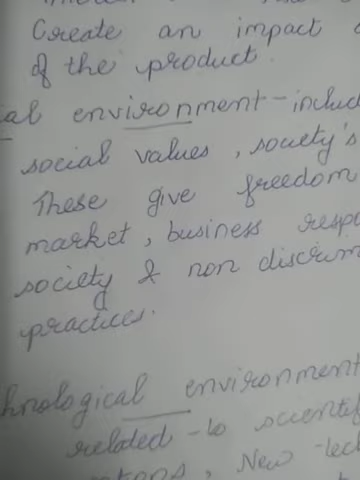 Create an impact
of the product.
environment - includ
social values, society's
These give freedom
market, business respo
society & non discrim
practices.
hnological environment
related to scientif
New tech